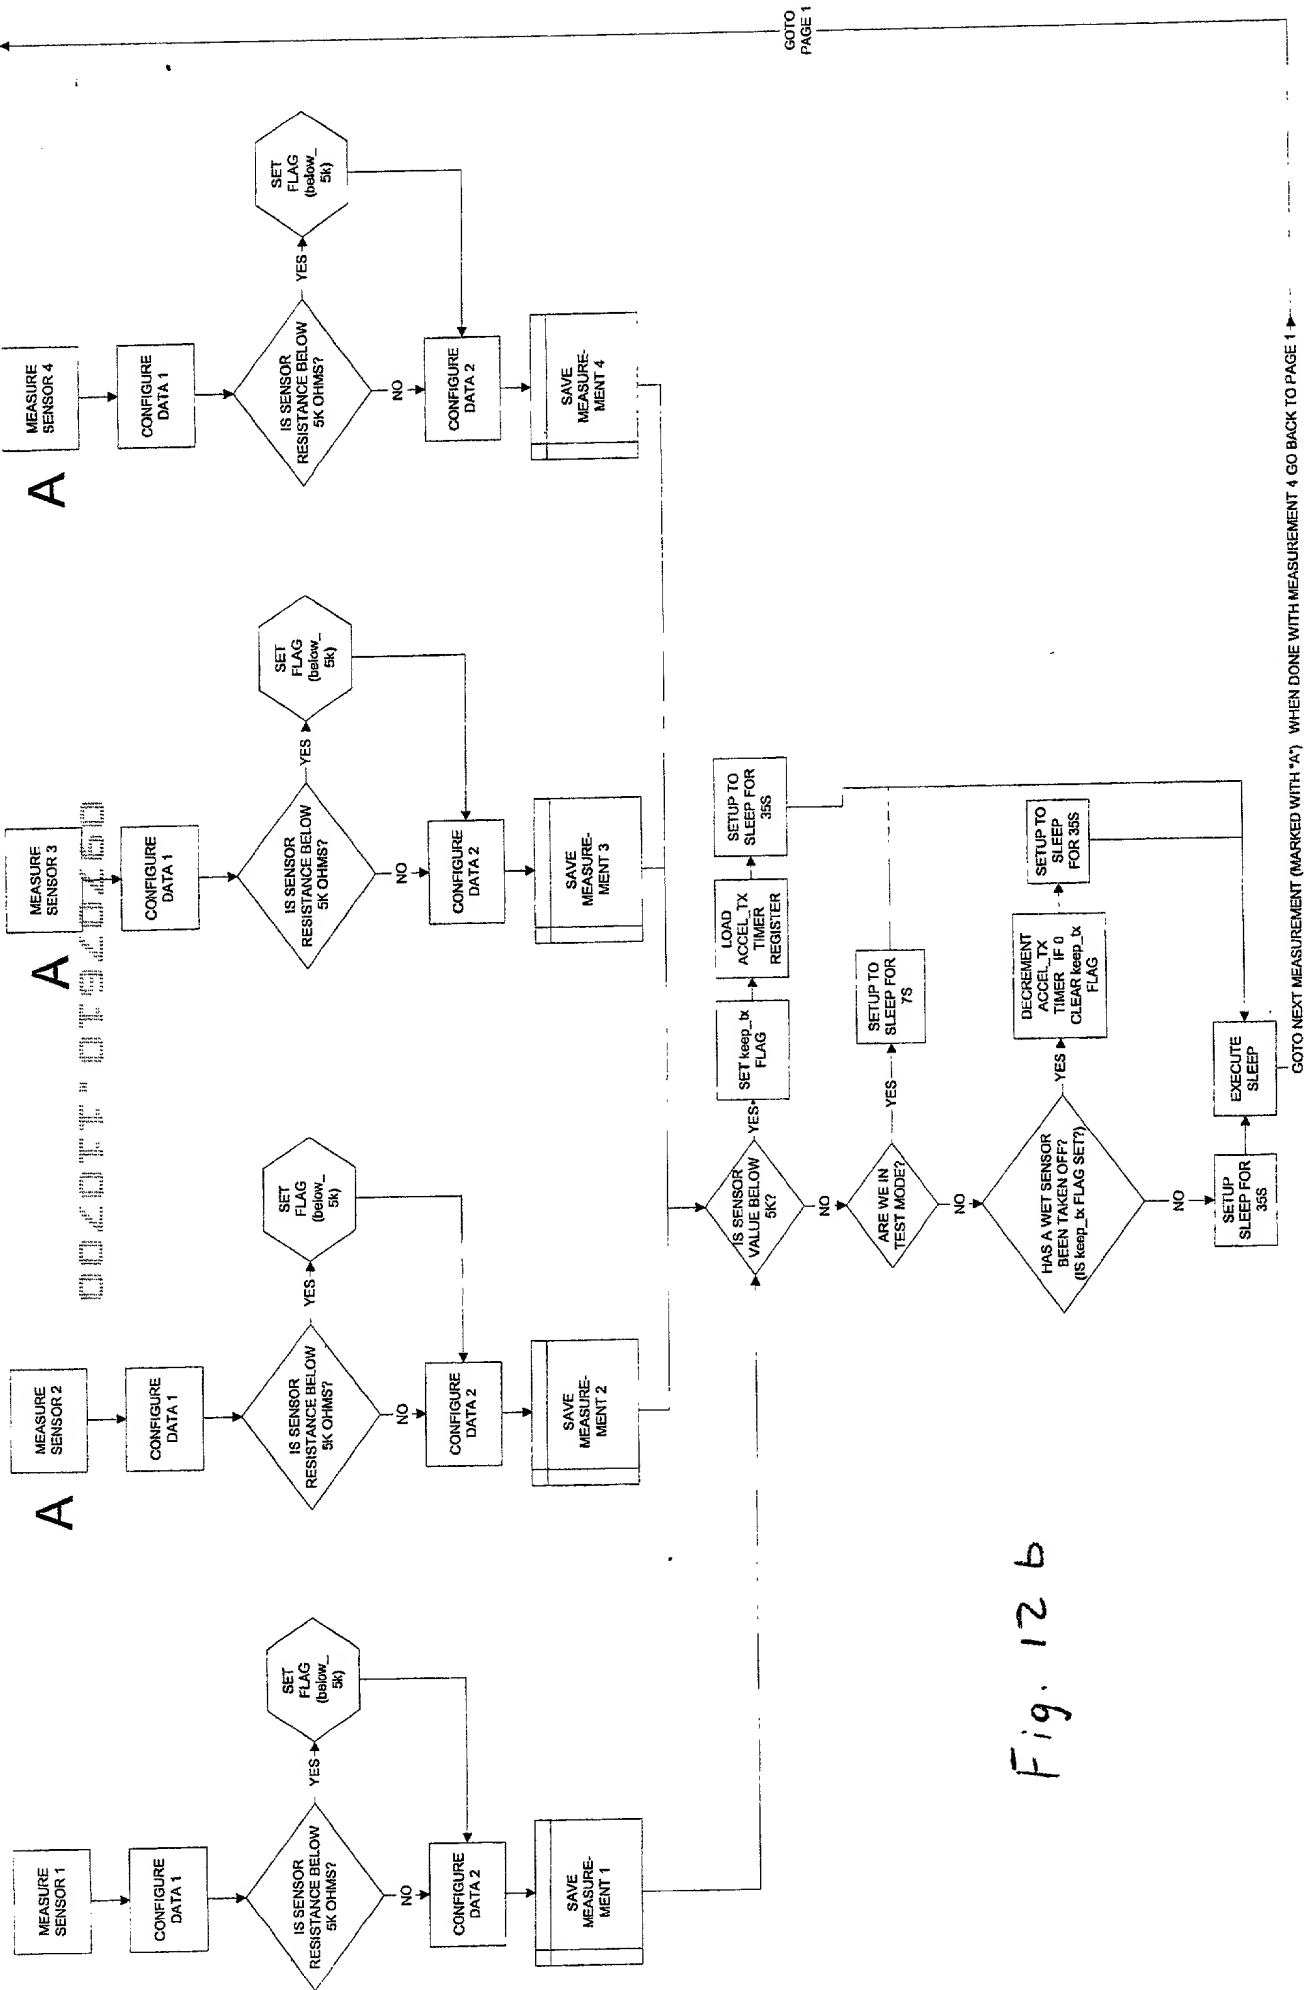 MEASURE
SENSOR 1
CONFIGURE
DATA 1
IS SENSOR
RESISTANCE BELOW
5K OHMS?
YES
SET
FLAG
(below_
5k)
NO
CONFIGURE
DATA 2
SAVE
MEASURE-
MENT 1
A
MEASURE
SENSOR 2
CONFIGURE
DATA 1
IS SENSOR
RESISTANCE BELOW
5K OHMS?
YES
SET
FLAG
(below_
5k)
NO
CONFIGURE
DATA 2
SAVE
MEASURE-
MENT 2
A
MEASURE
SENSOR 3
CONFIGURE
DATA 1
IS SENSOR
RESISTANCE BELOW
5K OHMS?
YES
SET
FLAG
(below_
5k)
NO
CONFIGURE
DATA 2
SAVE
MEASURE-
MENT 3
A
MEASURE
SENSOR 4
CONFIGURE
DATA 1
IS SENSOR
RESISTANCE BELOW
5K OHMS?
YES
SET
FLAG
(below_
5k)
NO
CONFIGURE
DATA 2
SAVE
MEASURE-
MENT 4
09707610.110700
IS SENSOR
VALUE BELOW
5K?
YES
SET keep_tx
FLAG
LOAD
ACCEL_TX
TIMER
REGISTER
SETUP TO
SLEEP FOR
35S
NO
ARE WE IN
TEST MODE?
YES
SETUP TO
SLEEP FOR
7S
NO
HAS A WET SENSOR
BEEN TAKEN OFF?
(IS keep_tx FLAG SET?)
YES
DECREMENT
ACCEL_TX
TIMER IF 0
CLEAR keep_tx
FLAG
SETUP TO
SLEEP
FOR 35S
NO
SETUP
SLEEP FOR
35S
EXECUTE
SLEEP
GOTO NEXT MEASUREMENT (MARKED WITH "A") WHEN DONE WITH MEASUREMENT 4 GO BACK TO PAGE 1
GOTO
PAGE 1
Fig. 12 b